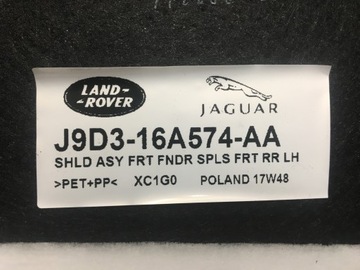 LAND-
-ROVER
JAGUAR
J9D3-16A574-AA
SHLD ASY FRT FNDR SPLS FRT RR LH
>PET+PP< XC1G0 POLAND 17W48